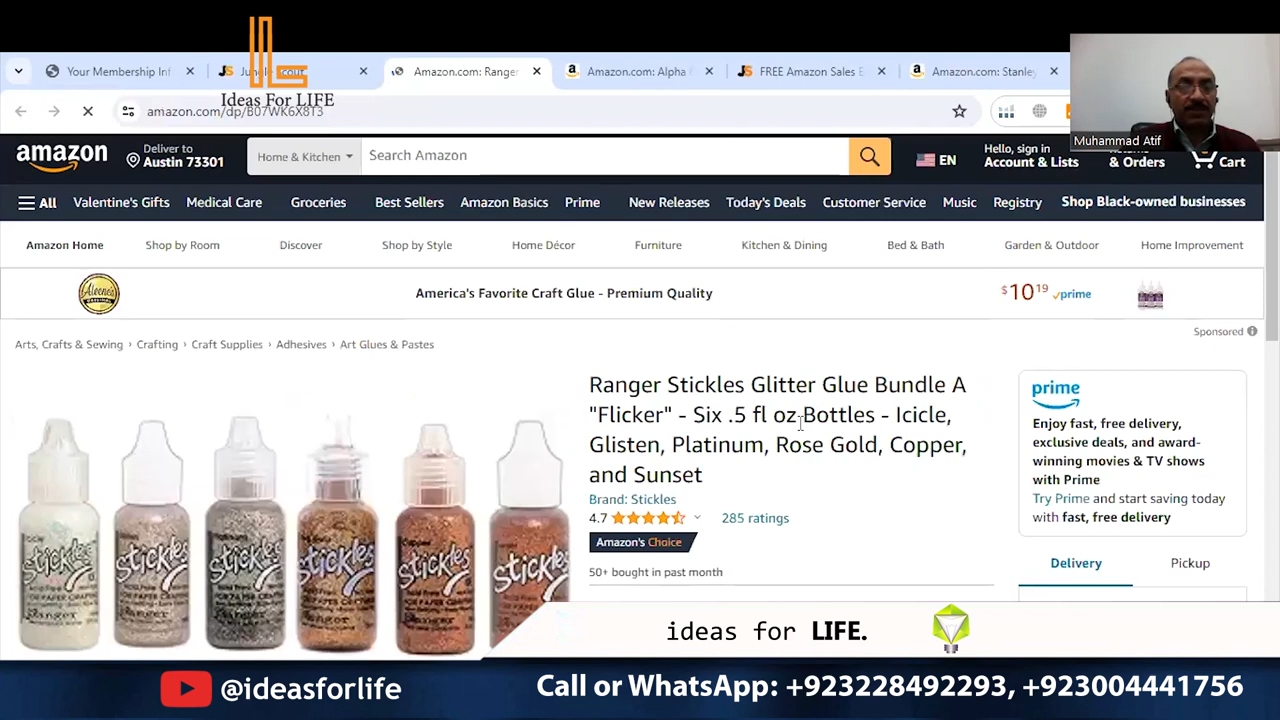 Your Membership Inf
Amazon.com: Ranger
Amazon.com: Alpha
FREE Amazon Sales E
Amazon.com: Stanley
Ideas For LIFE
amazon.com/dp/B07WK6X8T3
Muhammad Atif
amazon
Deliver to
Austin 73301
Home & Kitchen
Search Amazon
EN
Hello, sign in
Account & Lists
& Orders
Cart
All
Valentine's Gifts
Medical Care
Groceries
Best Sellers
Amazon Basics
Prime
New Releases
Today's Deals
Customer Service
Music
Registry
Shop Black-owned businesses
Amazon Home
Shop by Room
Discover
Shop by Style
Home Décor
Furniture
Kitchen & Dining
Bed & Bath
Garden & Outdoor
Home Improvement
Aleene's
America's Favorite Craft Glue - Premium Quality
$10 19 prime
Sponsored
Arts, Crafts & Sewing › Crafting › Craft Supplies › Adhesives › Art Glues & Pastes
Ranger Stickles Glitter Glue Bundle A
"Flicker" - Six .5 fl oz Bottles - Icicle,
Glisten, Platinum, Rose Gold, Copper,
and Sunset
Brand: Stickles
4.7
285 ratings
Amazon's Choice
50+ bought in past month
prime
Enjoy fast, free delivery,
exclusive deals, and award-
winning movies & TV shows
with Prime
Try Prime and start saving today
with fast, free delivery
Delivery
Pickup
Stickles
Stickles
Stickles
Stickles
Stickles
Stickles
ideas for LIFE.
@ideasforlife
Call or WhatsApp: +923228492293, +923004441756